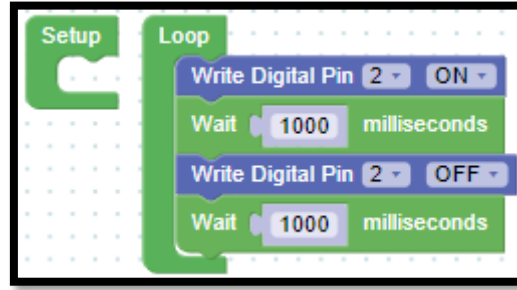 Setup
Loop
Write Digital Pin 2 ON
Wait 1000 milliseconds
Write Digital Pin 2 OFF
Wait 1000 milliseconds